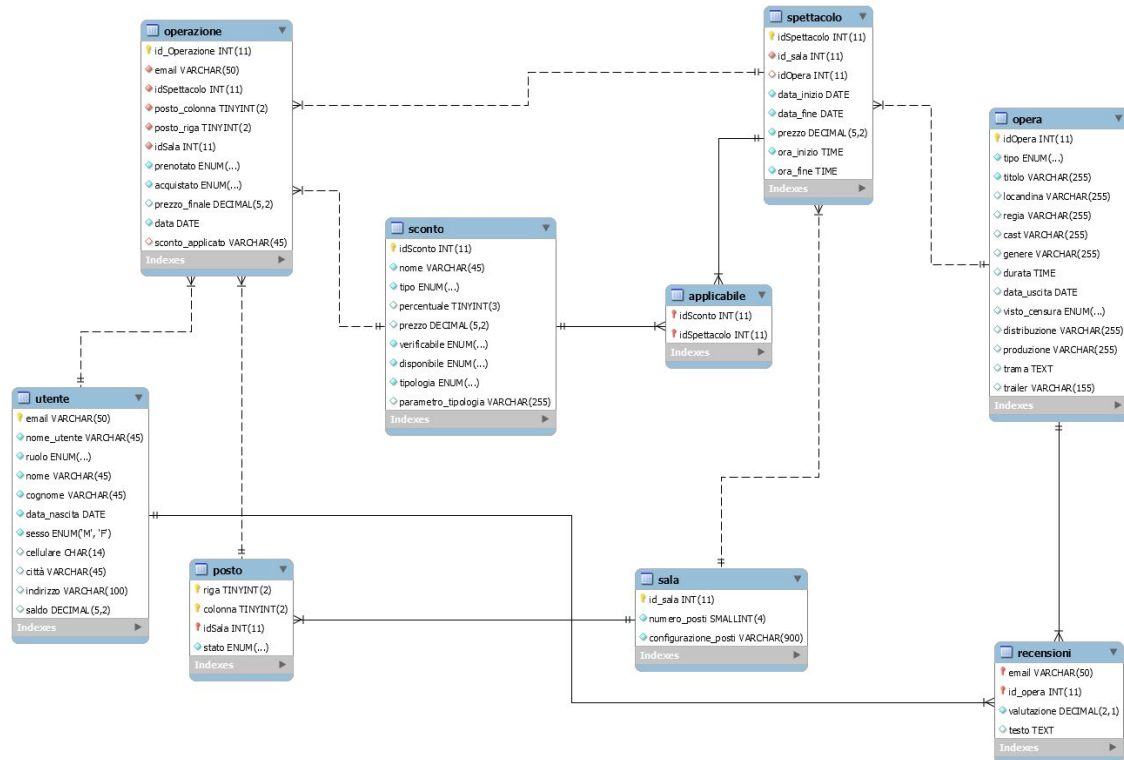 operazione
id_Operazione INT(11)
email VARCHAR(50)
idSpettacolo INT(11)
posto_colonna TINYINT(2)
posto_riga TINYINT(2)
idSala INT(11)
prenotato ENUM(...)
acquistato ENUM(...)
prezzo_finale DECIMAL(5,2)
data DATE
sconto_applicato VARCHAR(45)
Indexes
spettacolo
idSpettacolo INT(11)
id_sala INT(11)
idOpera INT(11)
data_inizio DATE
data_fine DATE
prezzo DECIMAL(5,2)
ora_inizio TIME
ora_fine TIME
Indexes
opera
idOpera INT(11)
tipo ENUM(...)
titolo VARCHAR(255)
locandina VARCHAR(255)
regia VARCHAR(255)
cast VARCHAR(255)
genere VARCHAR(255)
durata TIME
data_uscita DATE
visto_censura ENUM(...)
distribuzione VARCHAR(255)
produzione VARCHAR(255)
trama TEXT
trailer VARCHAR(155)
Indexes
sconto
idSconto INT(11)
nome VARCHAR(45)
tipo ENUM(...)
percentuale TINYINT(3)
prezzo DECIMAL(5,2)
verificabile ENUM(...)
disponibile ENUM(...)
tipologia ENUM(...)
parametro_tipologia VARCHAR(255)
Indexes
applicabile
idSconto INT(11)
idSpettacolo INT(11)
Indexes
utente
email VARCHAR(50)
nome_utente VARCHAR(45)
ruolo ENUM(...)
nome VARCHAR(45)
cognome VARCHAR(45)
data_nascita DATE
sesso ENUM('M', 'F')
cellulare CHAR(14)
città VARCHAR(45)
indirizzo VARCHAR(100)
saldo DECIMAL(5,2)
Indexes
posto
riga TINYINT(2)
colonna TINYINT(2)
idSala INT(11)
stato ENUM(...)
Indexes
sala
id_sala INT(11)
numero_posti SMALLINT(4)
configurazione_posti VARCHAR(900)
Indexes
recensioni
email VARCHAR(50)
id_opera INT(11)
valutazione DECIMAL(2,1)
testo TEXT
Indexes